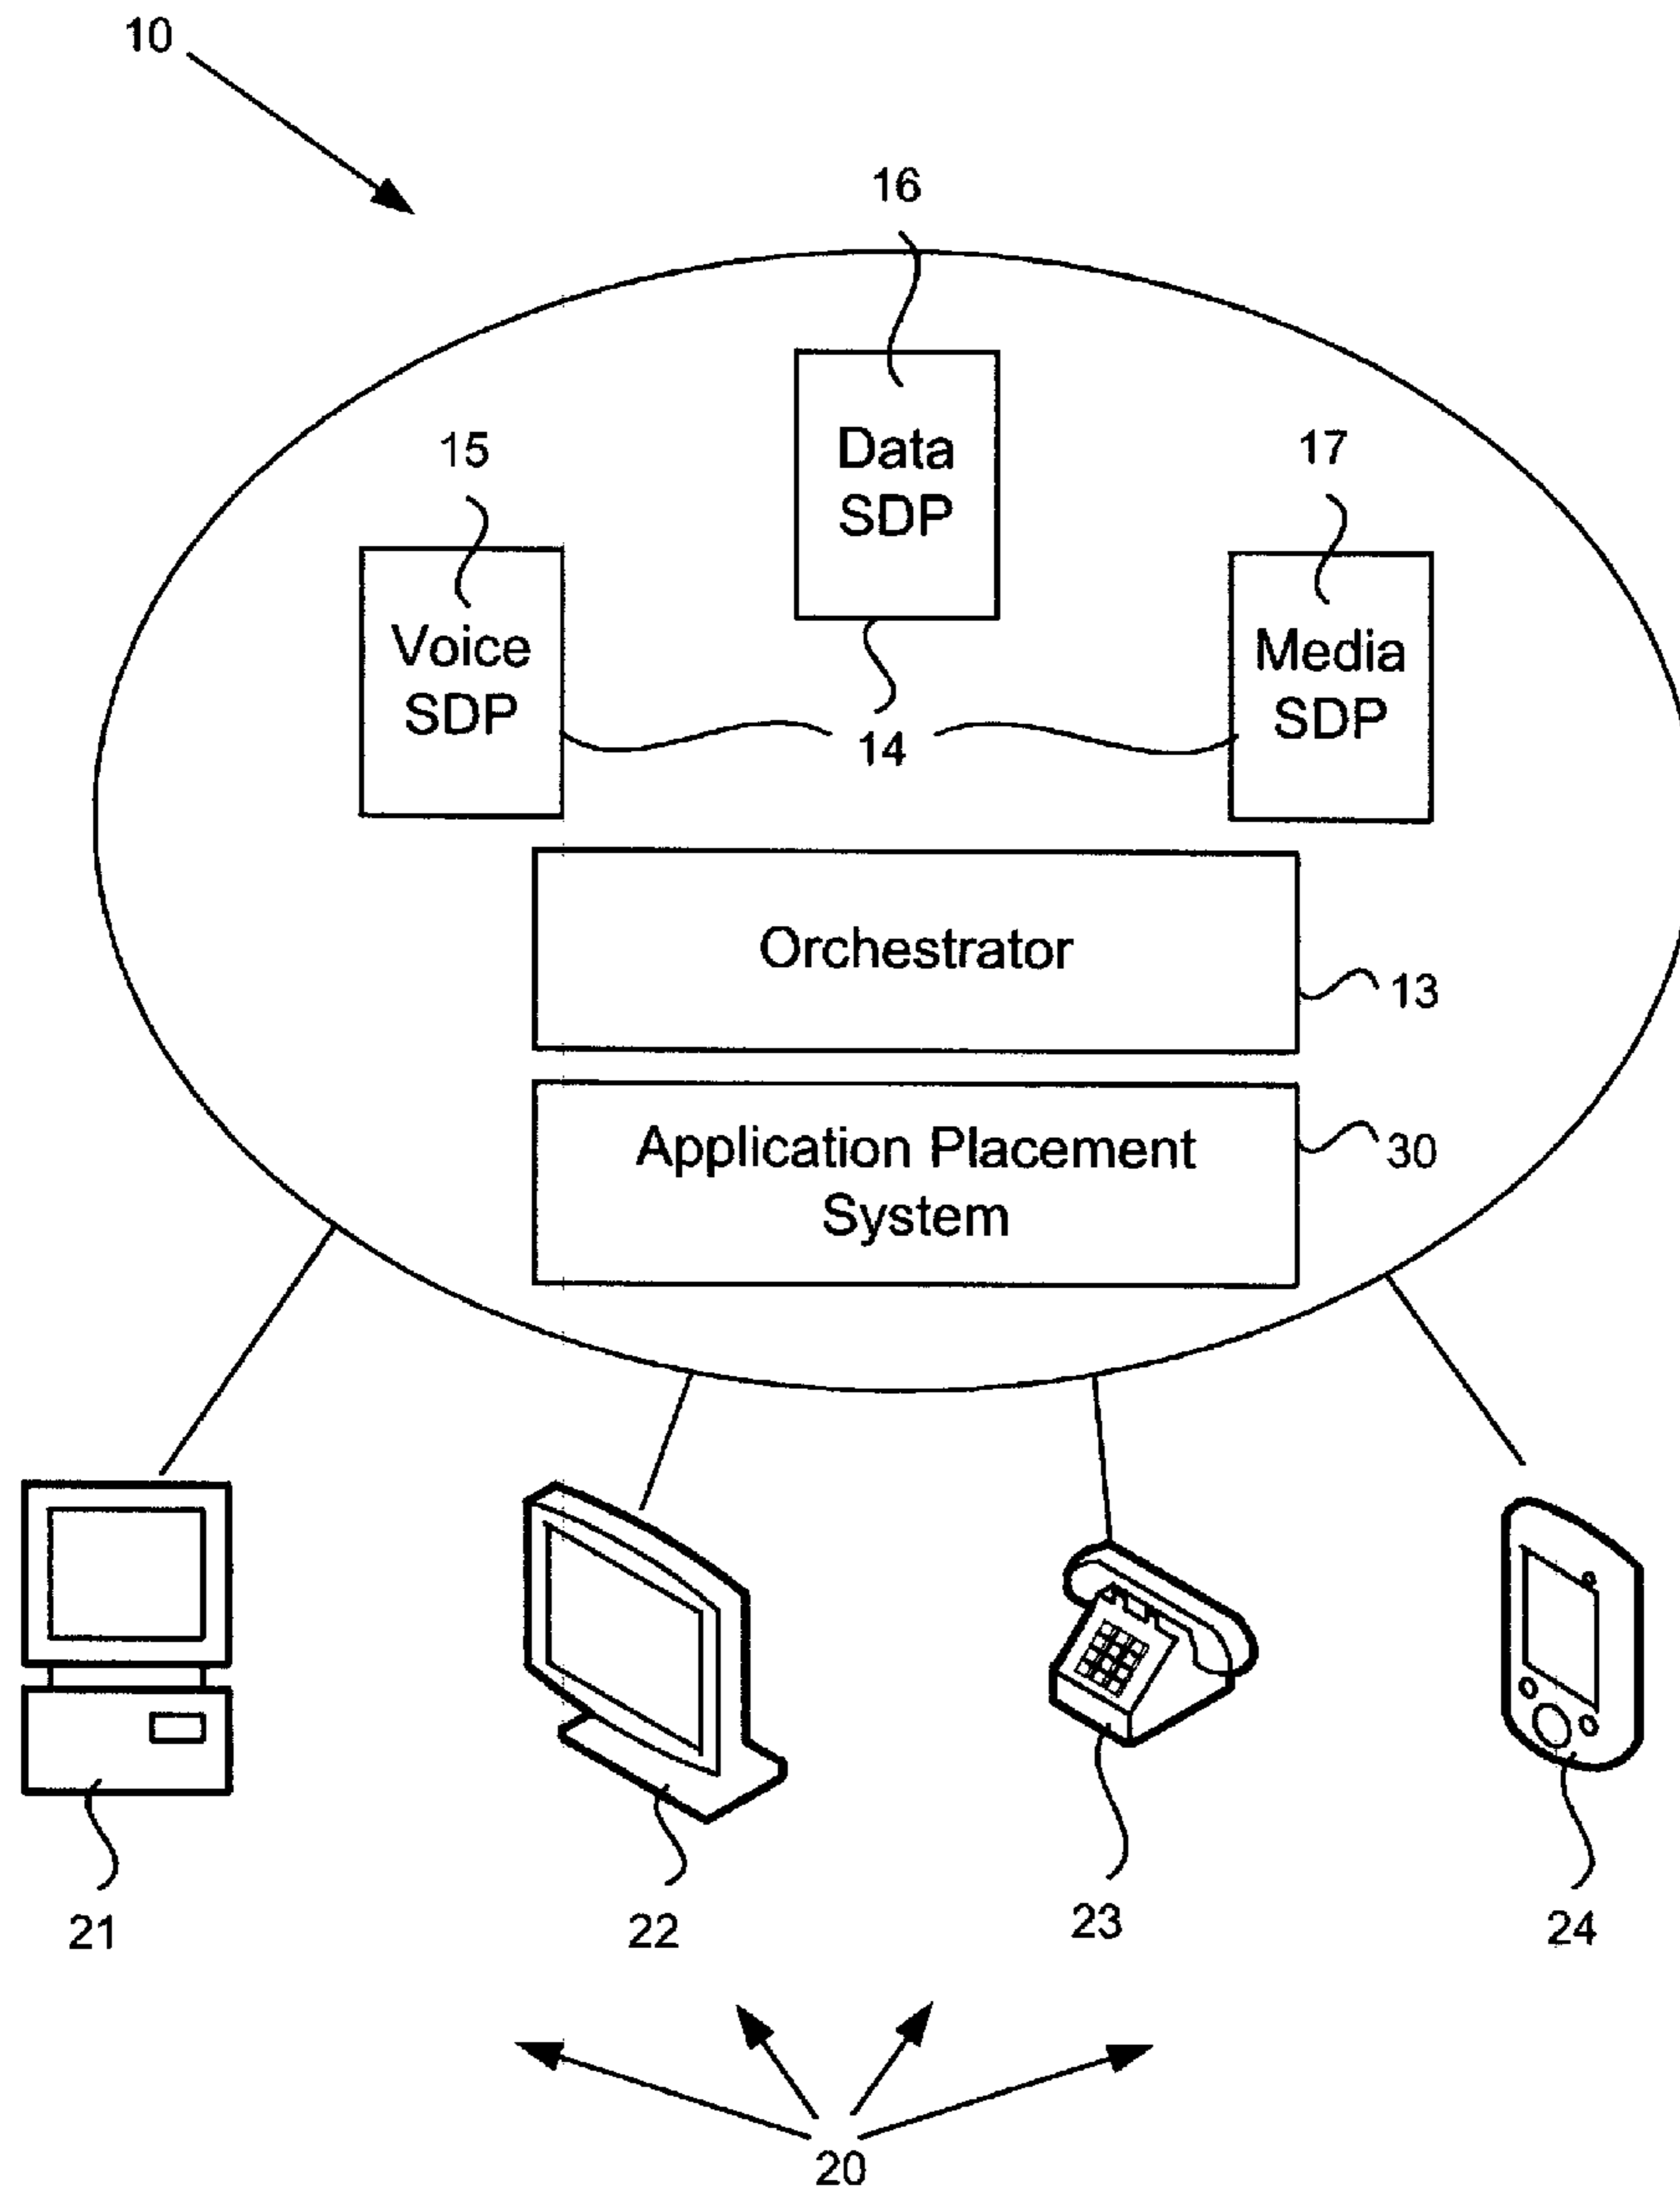 10
16
Data
SDP
15
17
Voice
SDP
Media
SDP
14
Orchestrator
13
Application Placement
System
30
21
22
23
24
20